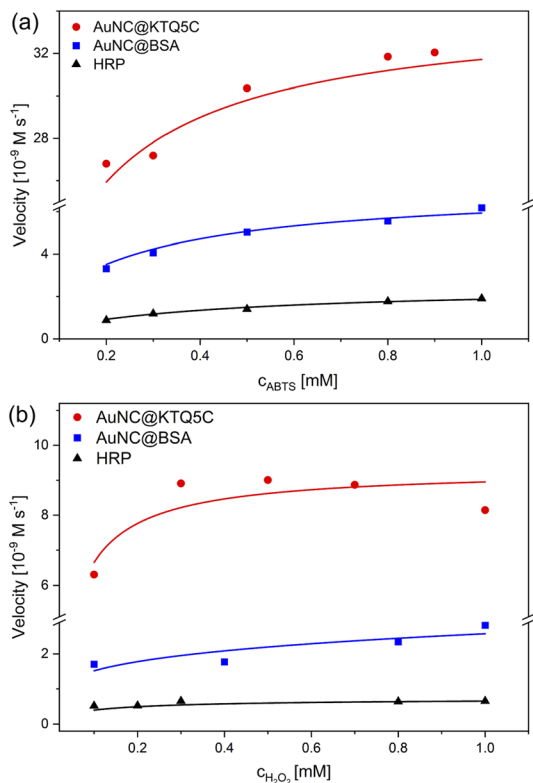 (a)
AuNC@KTQ5C
AuNC@BSA
HRP
Velocity [10⁻⁹ M s⁻¹]
32
28
4
0
0.2 0.4 0.6 0.8 1.0
c_ABTS [mM]
(b)
AuNC@KTQ5C
AuNC@BSA
HRP
Velocity [10⁻⁹ M s⁻¹]
10
8
6
2
0
0.2 0.4 0.6 0.8 1.0
c_H₂O₂ [mM]